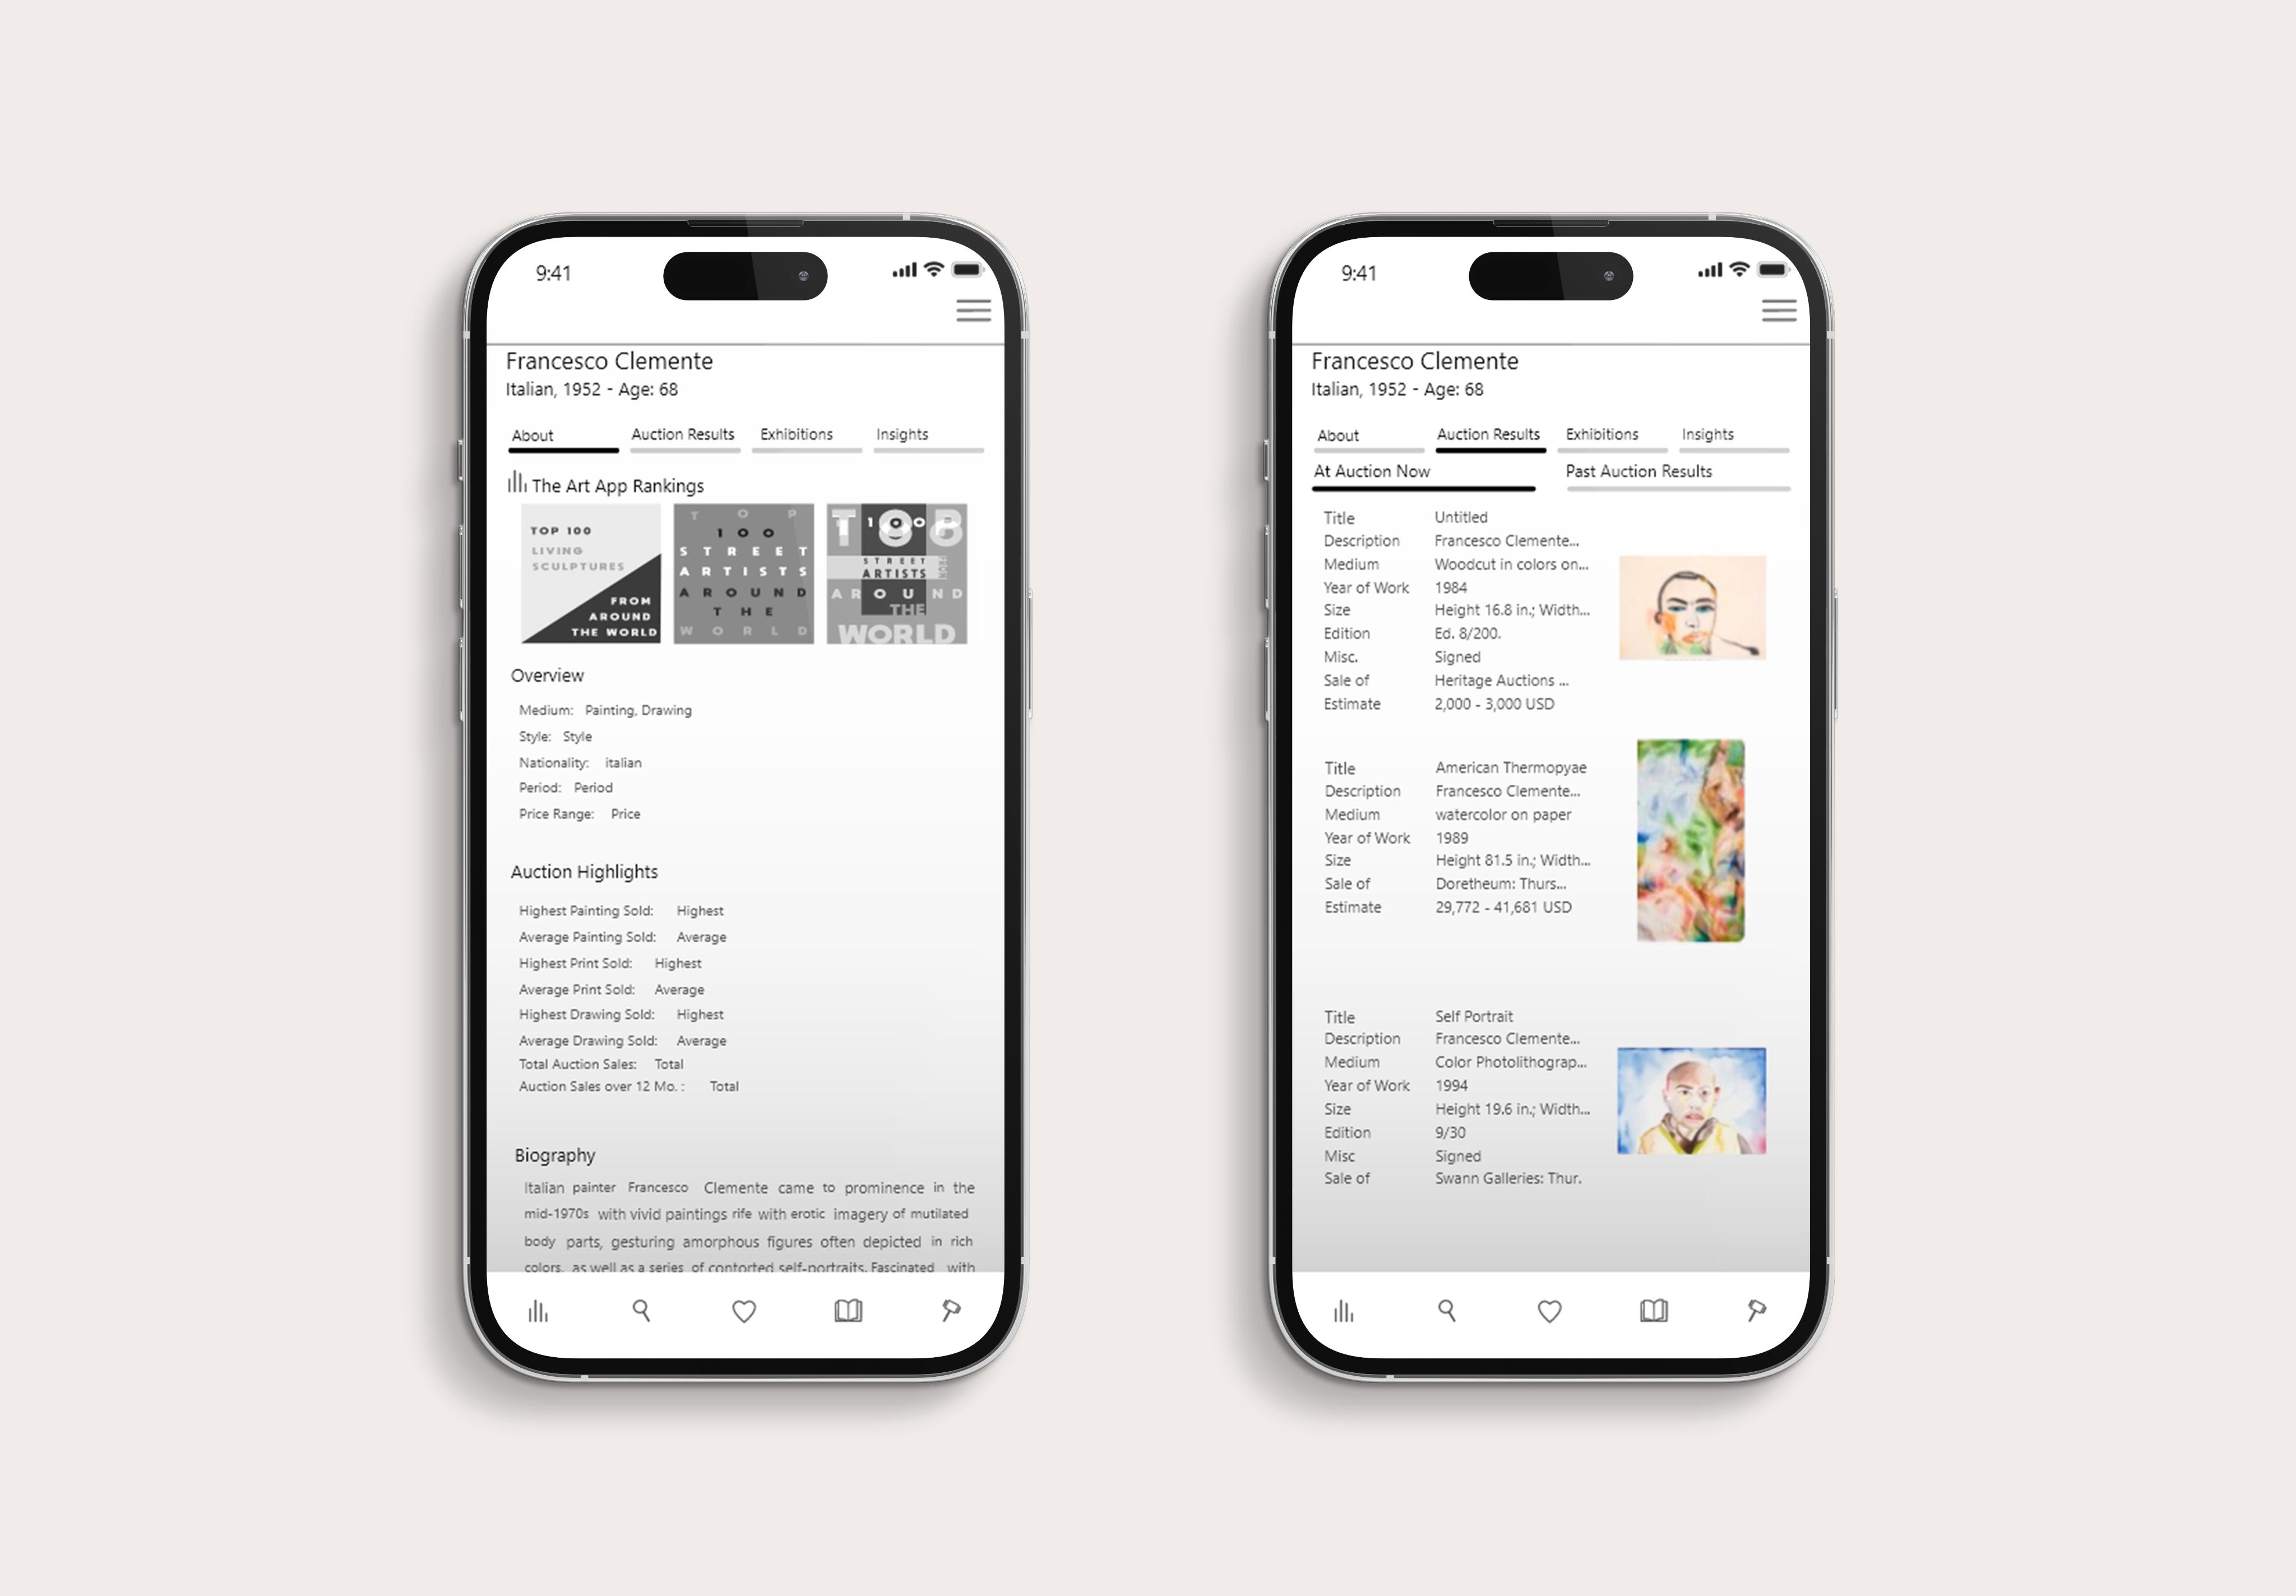 9:41
Francesco Clemente
Italian, 1952 - Age: 68
About Auction Results Exhibitions Insights
The Art App Rankings
TOP 100
LIVING
SCULPTURES
FROM
AROUND
THE WORLD
TOP
100
STREET
ARTISTS
AROUND
THE
WORLD
TOP
100
STREET
ARTISTS
FROM
AROUND
THE
WORLD
Overview
Medium: Painting, Drawing
Style: Style
Nationality: italian
Period: Period
Price Range: Price
Auction Highlights
Highest Painting Sold: Highest
Average Painting Sold: Average
Highest Print Sold: Highest
Average Print Sold: Average
Highest Drawing Sold: Highest
Average Drawing Sold: Average
Total Auction Sales: Total
Auction Sales over 12 Mo. : Total
Biography
Italian painter Francesco Clemente came to prominence in the
mid-1970s with vivid paintings rife with erotic imagery of mutilated
body parts, gesturing amorphous figures often depicted in rich
colors, as well as a series of contorted self-portraits. Fascinated with
9:41
Francesco Clemente
Italian, 1952 - Age: 68
About Auction Results Exhibitions Insights
At Auction Now Past Auction Results
Title Untitled
Description Francesco Clemente...
Medium Woodcut in colors on...
Year of Work 1984
Size Height 16.8 in.; Width...
Edition Ed. 8/200.
Misc. Signed
Sale of Heritage Auctions ...
Estimate 2,000 - 3,000 USD
Title American Thermopyae
Description Francesco Clemente...
Medium watercolor on paper
Year of Work 1989
Size Height 81.5 in.; Width...
Sale of Doretheum: Thurs...
Estimate 29,772 - 41,681 USD
Title Self Portrait
Description Francesco Clemente...
Medium Color Photolithograp...
Year of Work 1994
Size Height 19.6 in.; Width...
Edition 9/30
Misc Signed
Sale of Swann Galleries: Thur.